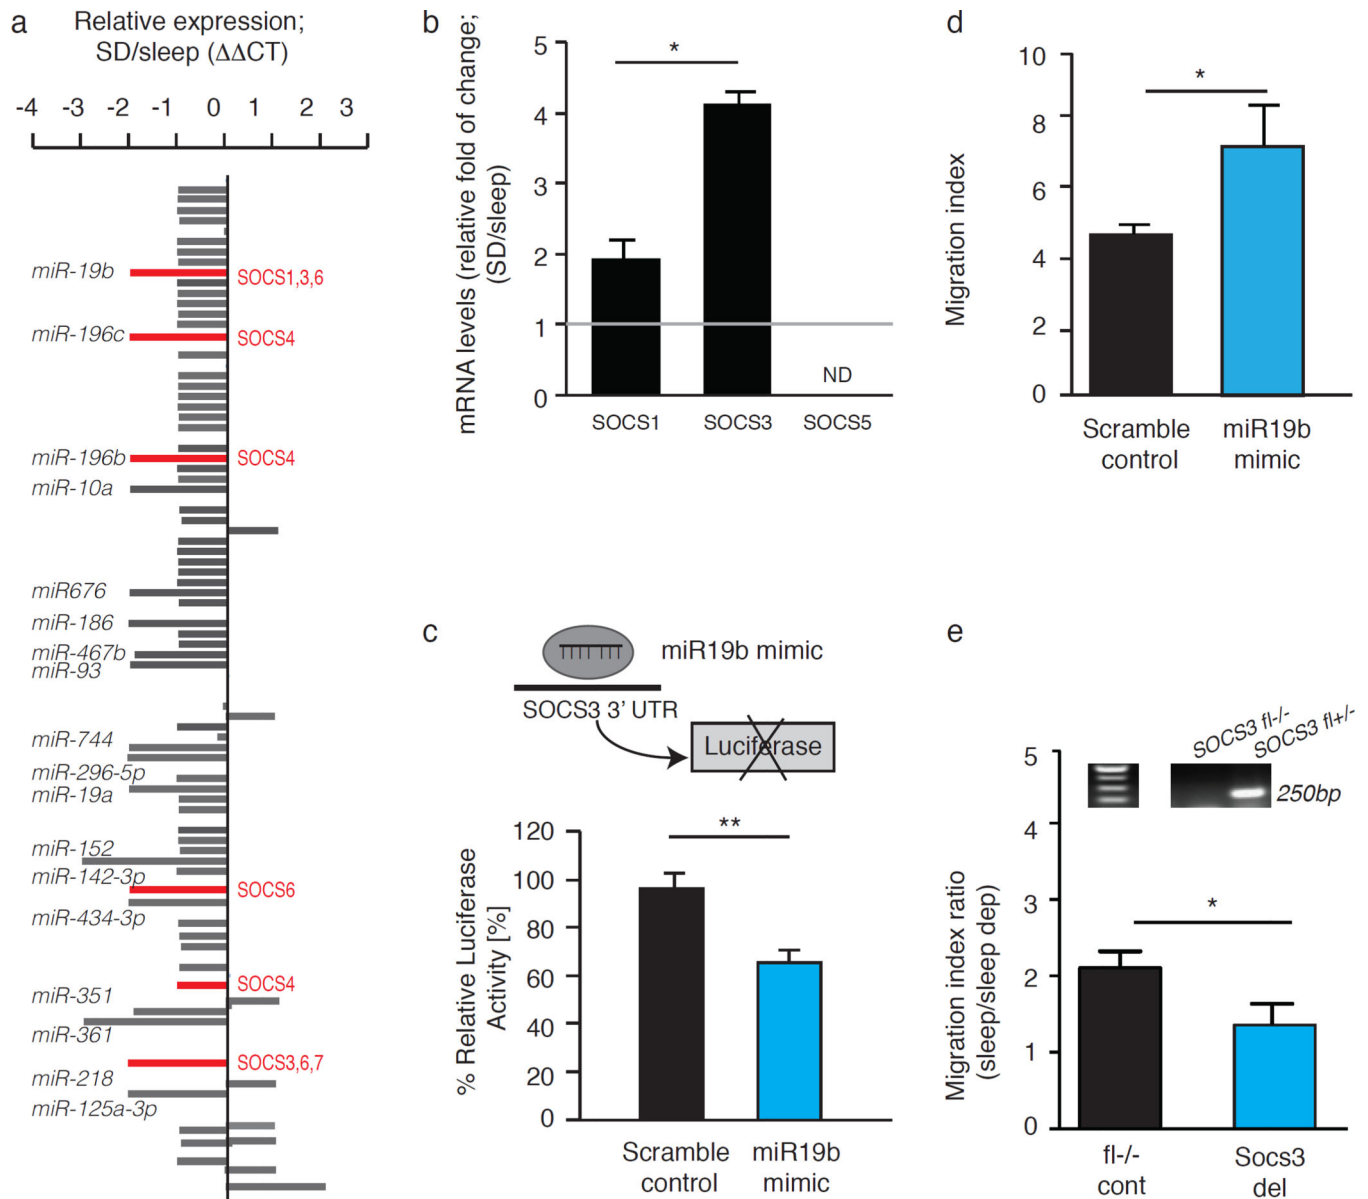 a
Relative expression;
SD/sleep (ΔΔCT)
-4 -3 -2 -1 0 1 2 3
miR-19b
SOCS1,3,6
miR-196c
SOCS4
miR-196b
SOCS4
miR-10a
miR676
miR-186
miR-467b
miR-93
miR-744
miR-296-5p
miR-19a
miR-152
miR-142-3p
SOCS6
miR-434-3p
SOCS4
miR-351
miR-361
SOCS3,6,7
miR-218
miR-125a-3p
b
mRNA levels (relative fold of change;
(SD/sleep)
5
4
3
2
1
0
*
ND
SOCS1 SOCS3 SOCS5
c
miR19b mimic
SOCS3 3' UTR
Luciferase
% Relative Luciferase
Activity [%]
120
100
80
60
40
20
0
**
Scramble
control
miR19b
mimic
d
Migration index
10
8
6
4
2
0
*
Scramble
control
miR19b
mimic
e
SOCS3 fl-/-
SOCS3 fl+/-
250bp
Migration index ratio
(sleep/sleep dep)
5
4
3
2
1
0
*
fl-/-
cont
Socs3
del